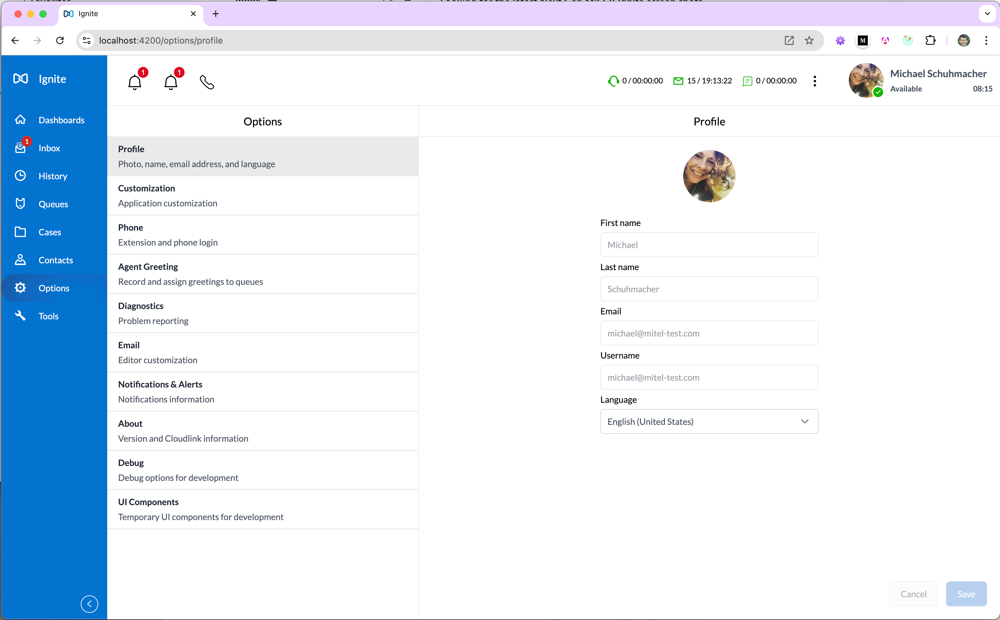 Ignite
localhost:4200/options/profile
M
Ignite
1
1
0 / 00:00:00
15 / 19:13:22
0 / 00:00:00
Michael Schuhmacher
Available
08:15
Dashboards
1
Inbox
History
Queues
Cases
Contacts
Options
Tools
Options
Profile
Photo, name, email address, and language
Customization
Application customization
Phone
Extension and phone login
Agent Greeting
Record and assign greetings to queues
Diagnostics
Problem reporting
Email
Editor customization
Notifications & Alerts
Notifications information
About
Version and Cloudlink information
Debug
Debug options for development
UI Components
Temporary UI components for development
Profile
First name
Michael
Last name
Schuhmacher
Email
michael@mitel-test.com
Username
michael@mitel-test.com
Language
English (United States)
Cancel
Save